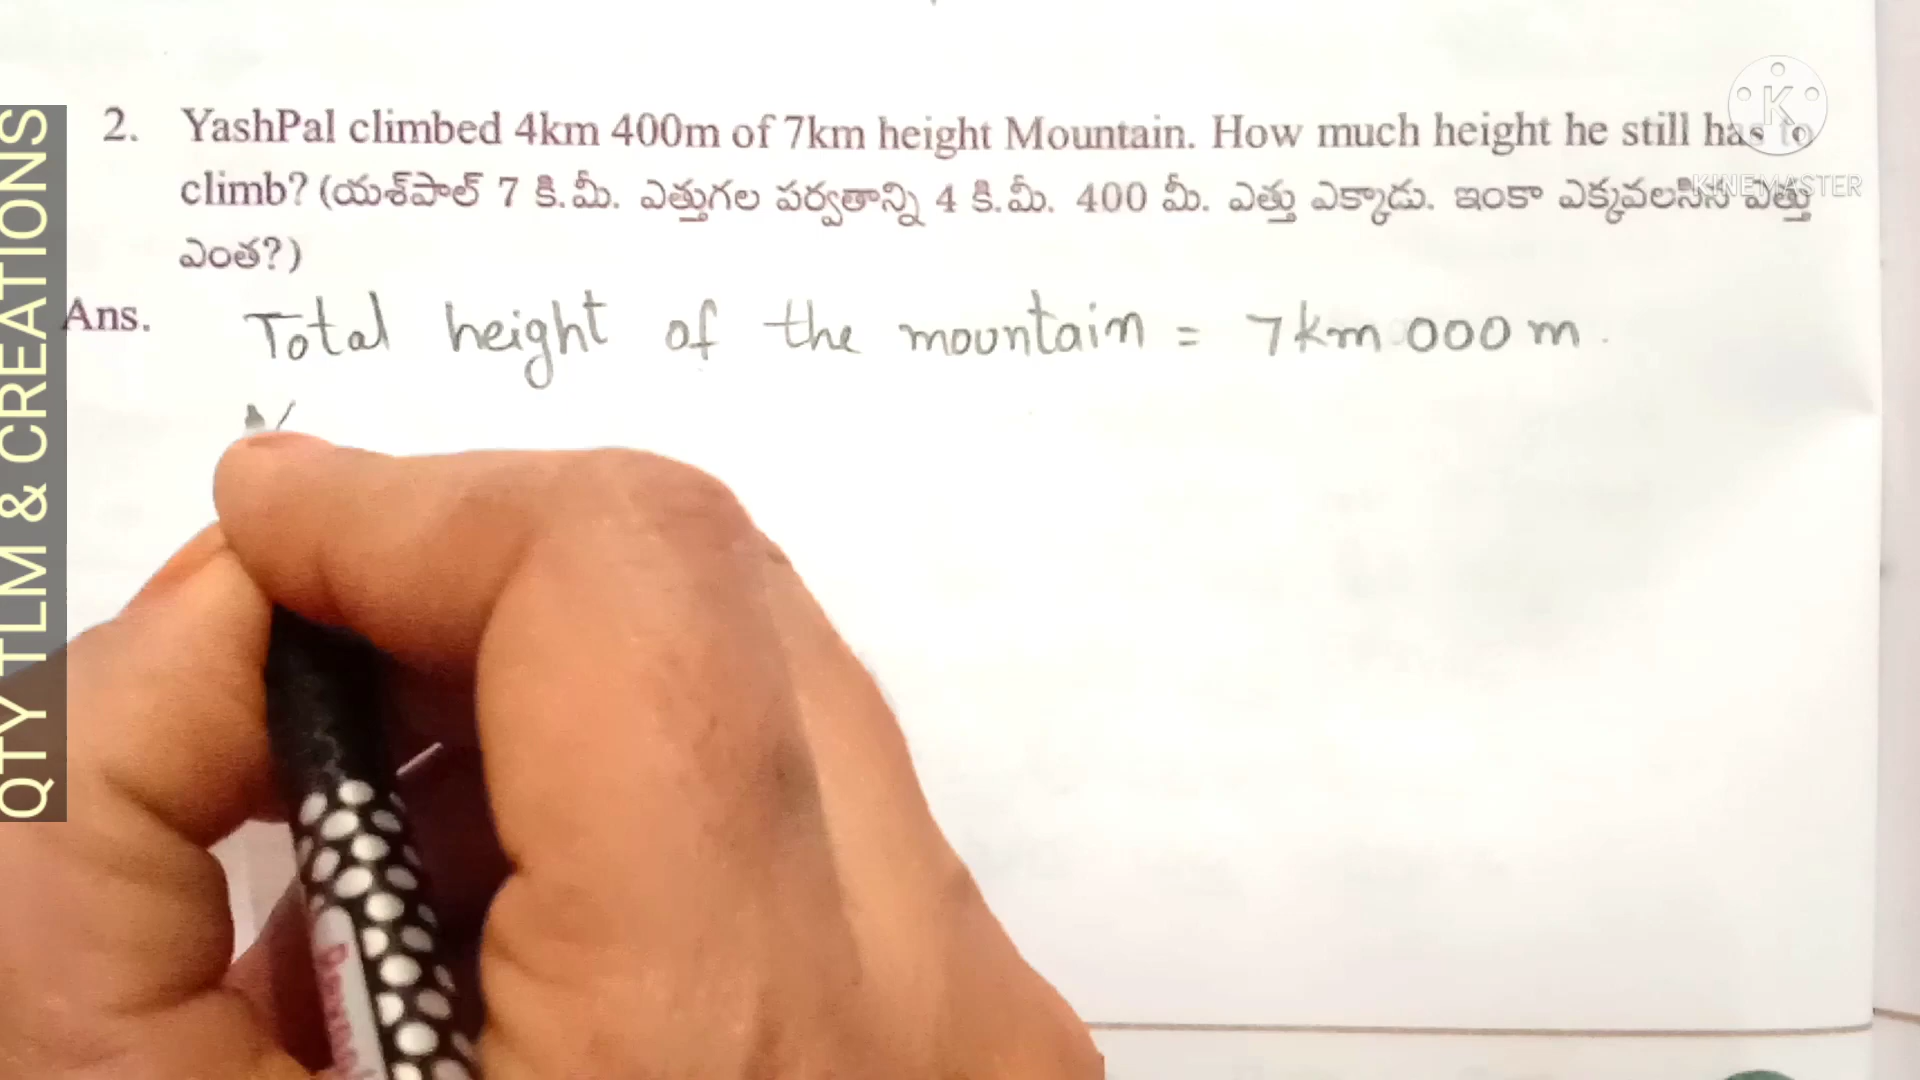 2. YashPal climbed 4km 400m of 7km height Mountain. How much height he still has to
climb? (యశ్‌పాల్ 7 కి.మీ. ఎత్తుగల పర్వతాన్ని 4 కి.మీ. 400 మీ. ఎత్తు ఎక్కాడు. ఇంకా ఎక్కవలసిన ఎత్తు
ఎంత?)
Ans. Total height of the mountain = 7km 000 m.
Y
QTY TLM & CREATIONS
K
KINEMASTER